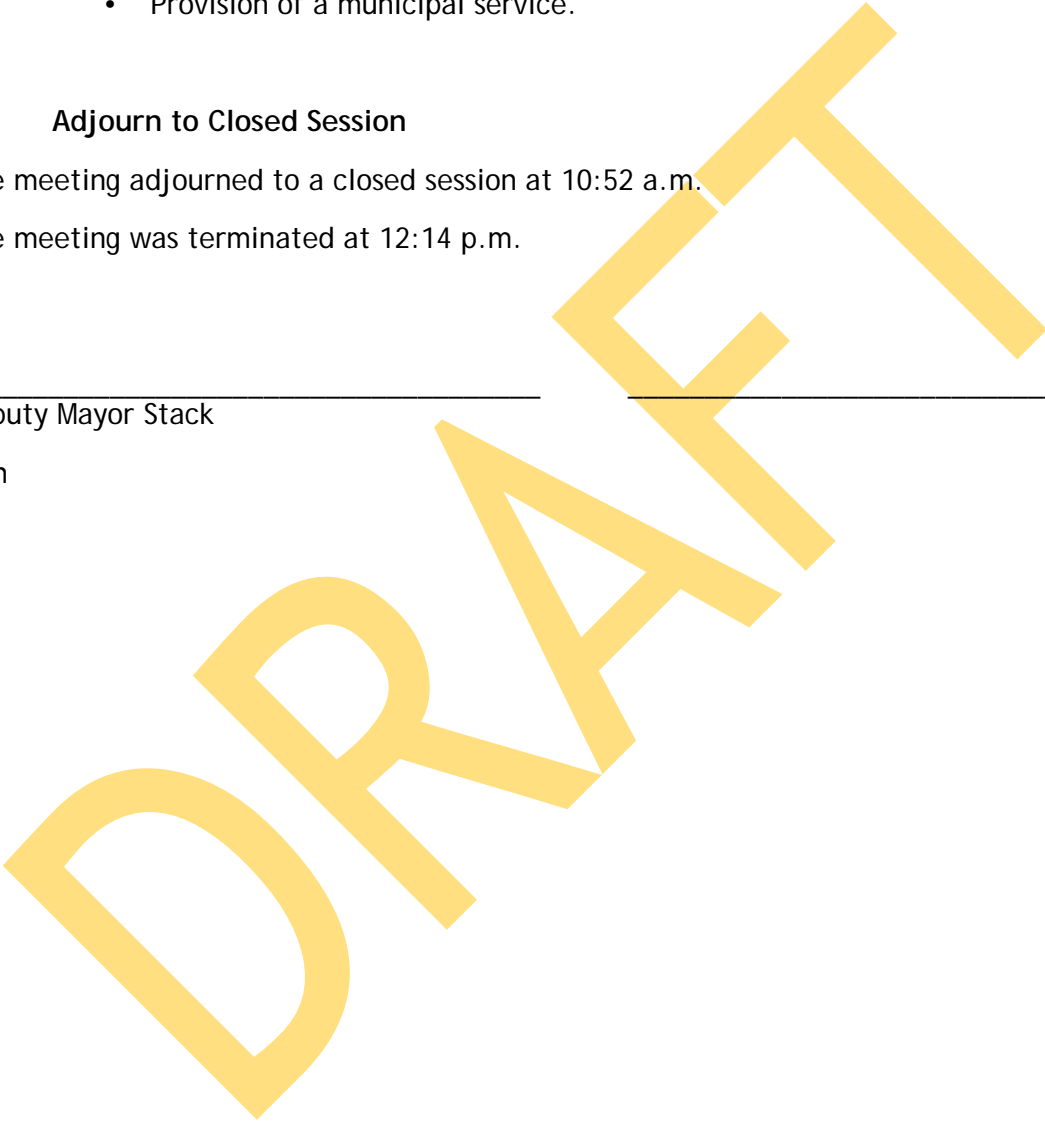 • Provision of a municipal service.
Adjourn to Closed Session
e meeting adjourned to a closed session at 10:52 a.m.
e meeting was terminated at 12:14 p.m.
puty Mayor Stack
n
DRAFT